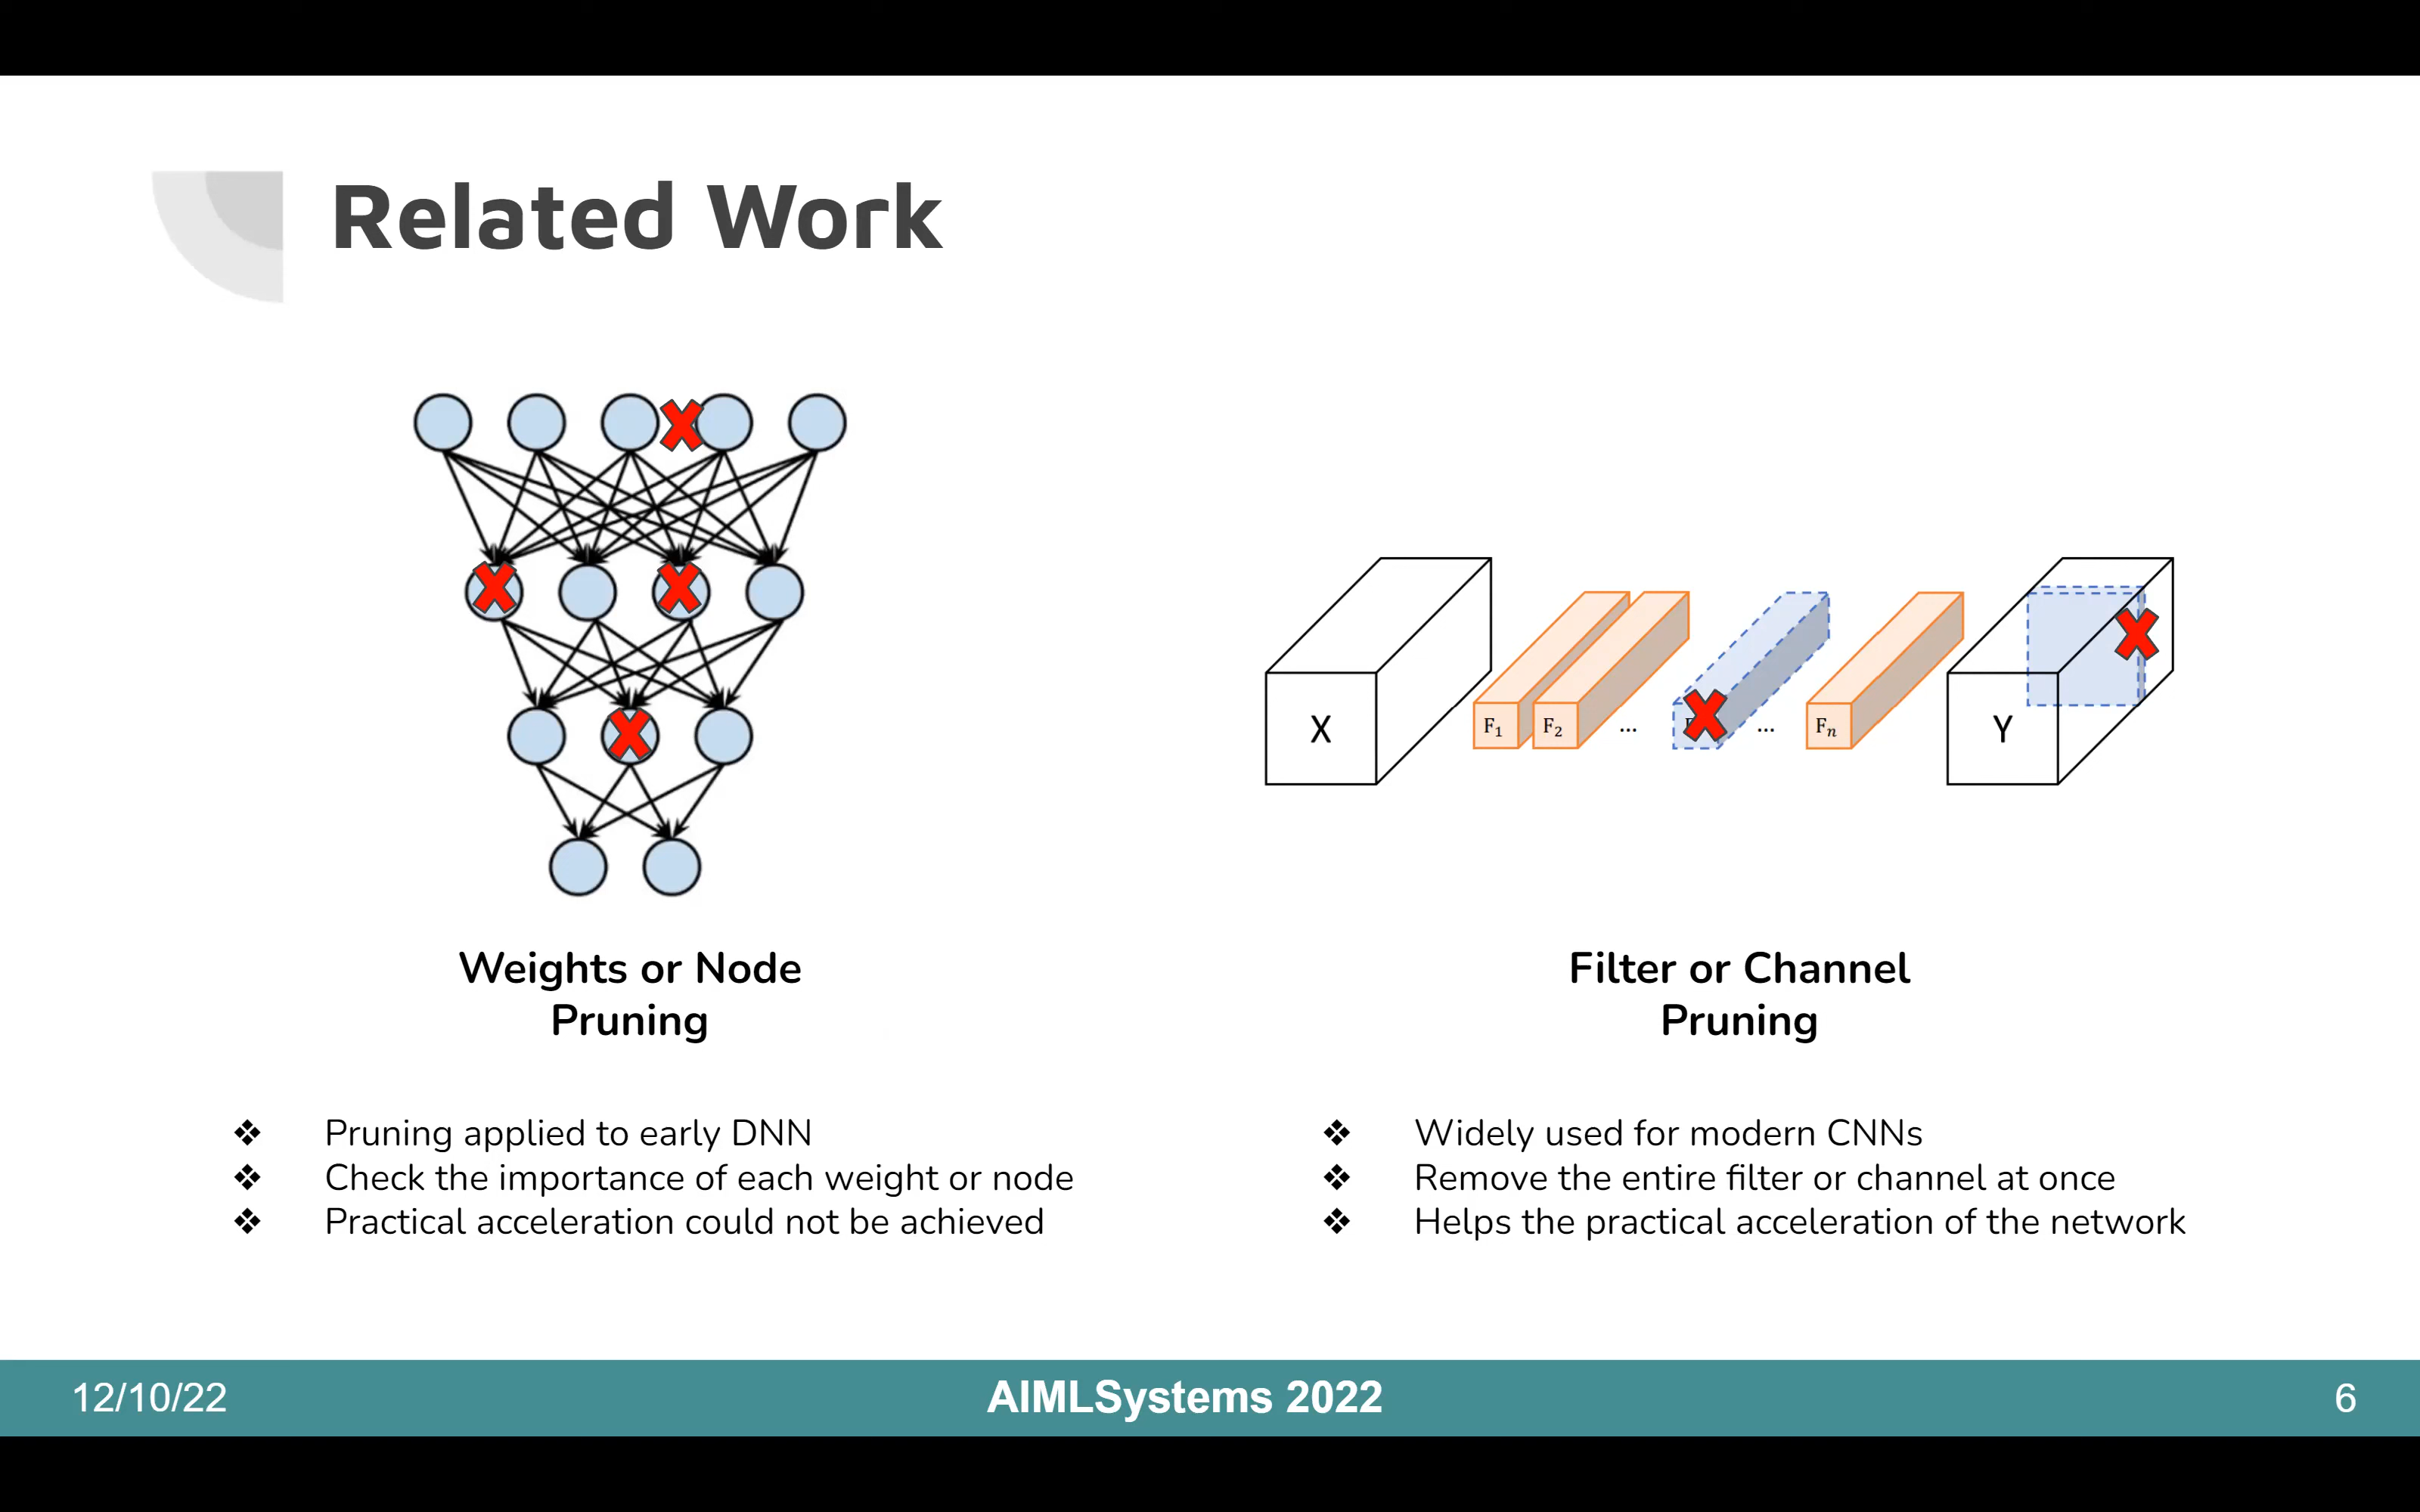 Related Work
X
F1
F2
...
...
Fn
Y
Weights or Node
Pruning
❖ Pruning applied to early DNN
❖ Check the importance of each weight or node
❖ Practical acceleration could not be achieved
Filter or Channel
Pruning
❖ Widely used for modern CNNs
❖ Remove the entire filter or channel at once
❖ Helps the practical acceleration of the network
12/10/22
AIMLSystems 2022
6